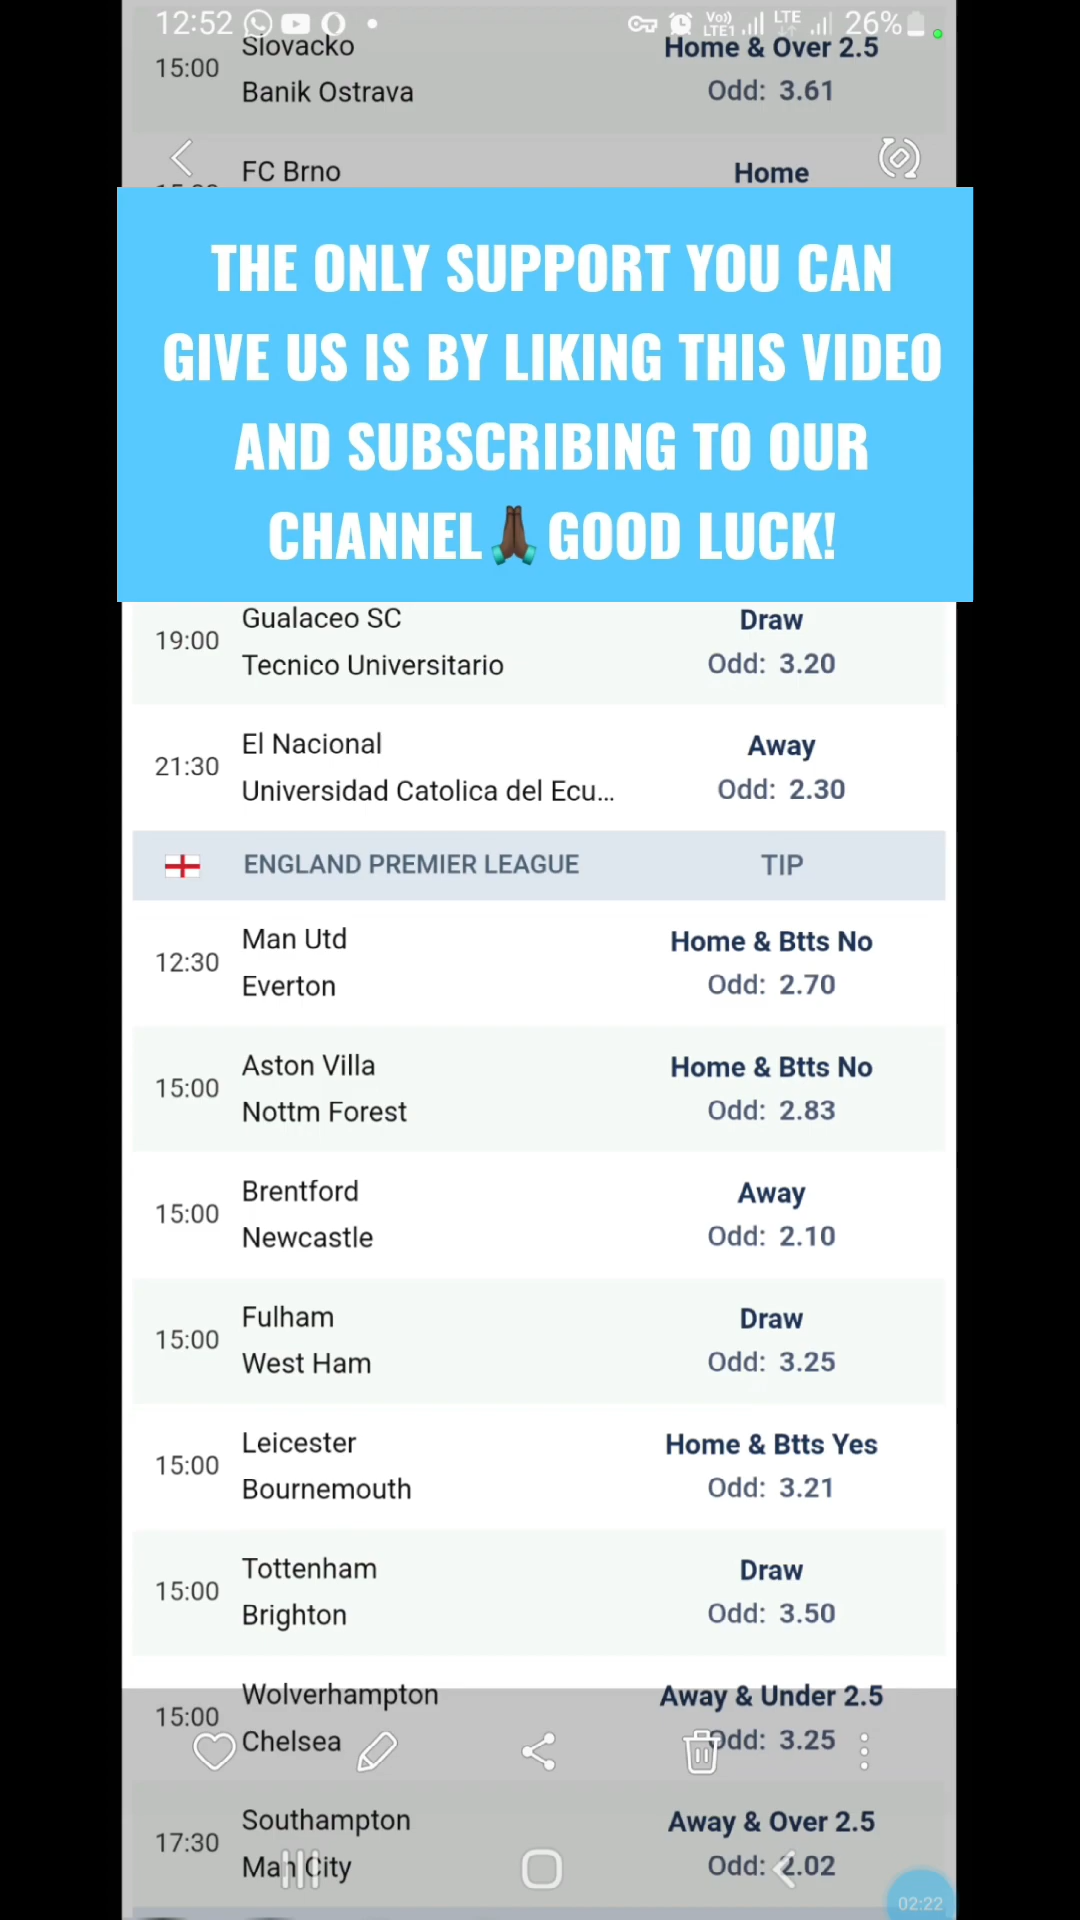 12:52 Vo)) LTE1 LTE 26%
Slovacko Home & Over 2.5
15:00
Banik Ostrava Odd: 3.61
FC Brno Home
THE ONLY SUPPORT YOU CAN
GIVE US IS BY LIKING THIS VIDEO
AND SUBSCRIBING TO OUR
CHANNEL🙏🏿GOOD LUCK!
Gualaceo SC Draw
19:00
Tecnico Universitario Odd: 3.20
El Nacional Away
21:30
Universidad Catolica del Ecu... Odd: 2.30
ENGLAND PREMIER LEAGUE TIP
Man Utd Home & Btts No
12:30
Everton Odd: 2.70
Aston Villa Home & Btts No
15:00
Nottm Forest Odd: 2.83
Brentford Away
15:00
Newcastle Odd: 2.10
Fulham Draw
15:00
West Ham Odd: 3.25
Leicester Home & Btts Yes
15:00
Bournemouth Odd: 3.21
Tottenham Draw
15:00
Brighton Odd: 3.50
Wolverhampton Away & Under 2.5
15:00
Chelsea Odd: 3.25
Southampton Away & Over 2.5
17:30
Man City Odd: 2.02
02:22